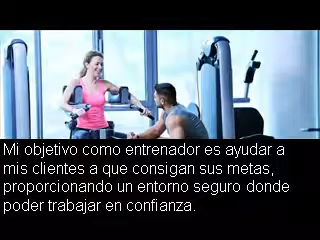 Mi objetivo como entrenador es ayudar a
mis clientes a que consigan sus metas,
proporcionando un entorno seguro donde
poder trabajar en confianza.